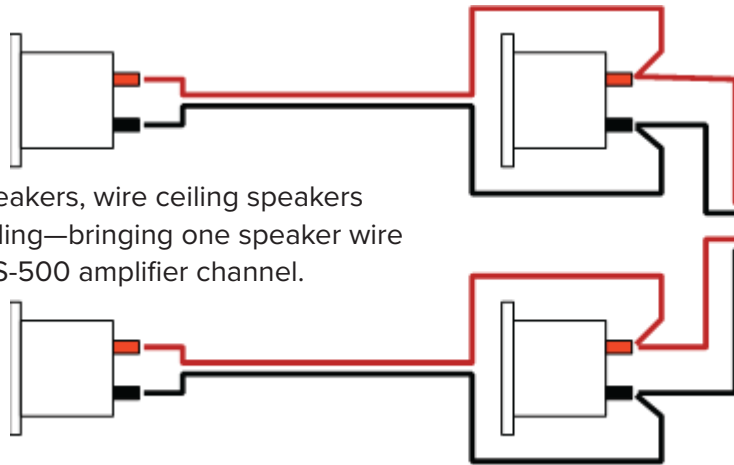 eakers, wire ceiling speakers
ling—bringing one speaker wire
S-500 amplifier channel.